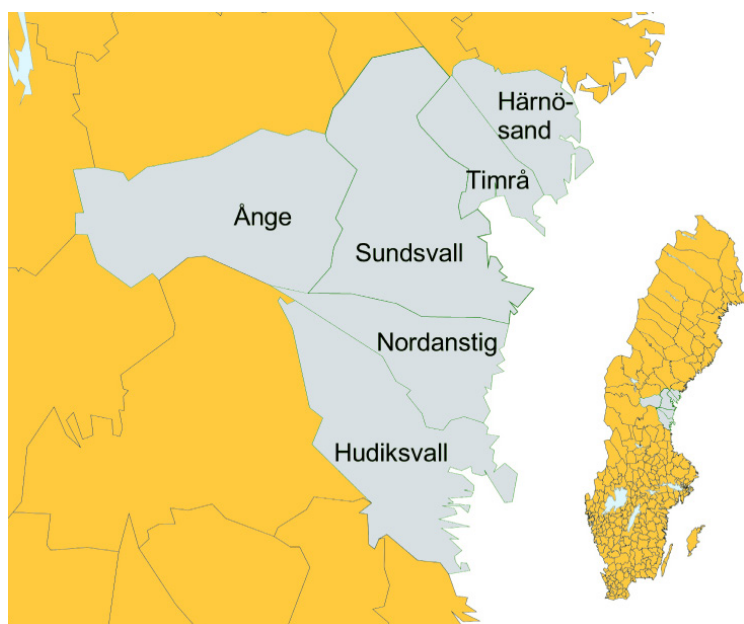 Härnö-
sand
Timrå
Ånge
Sundsvall
Nordanstig
Hudiksvall